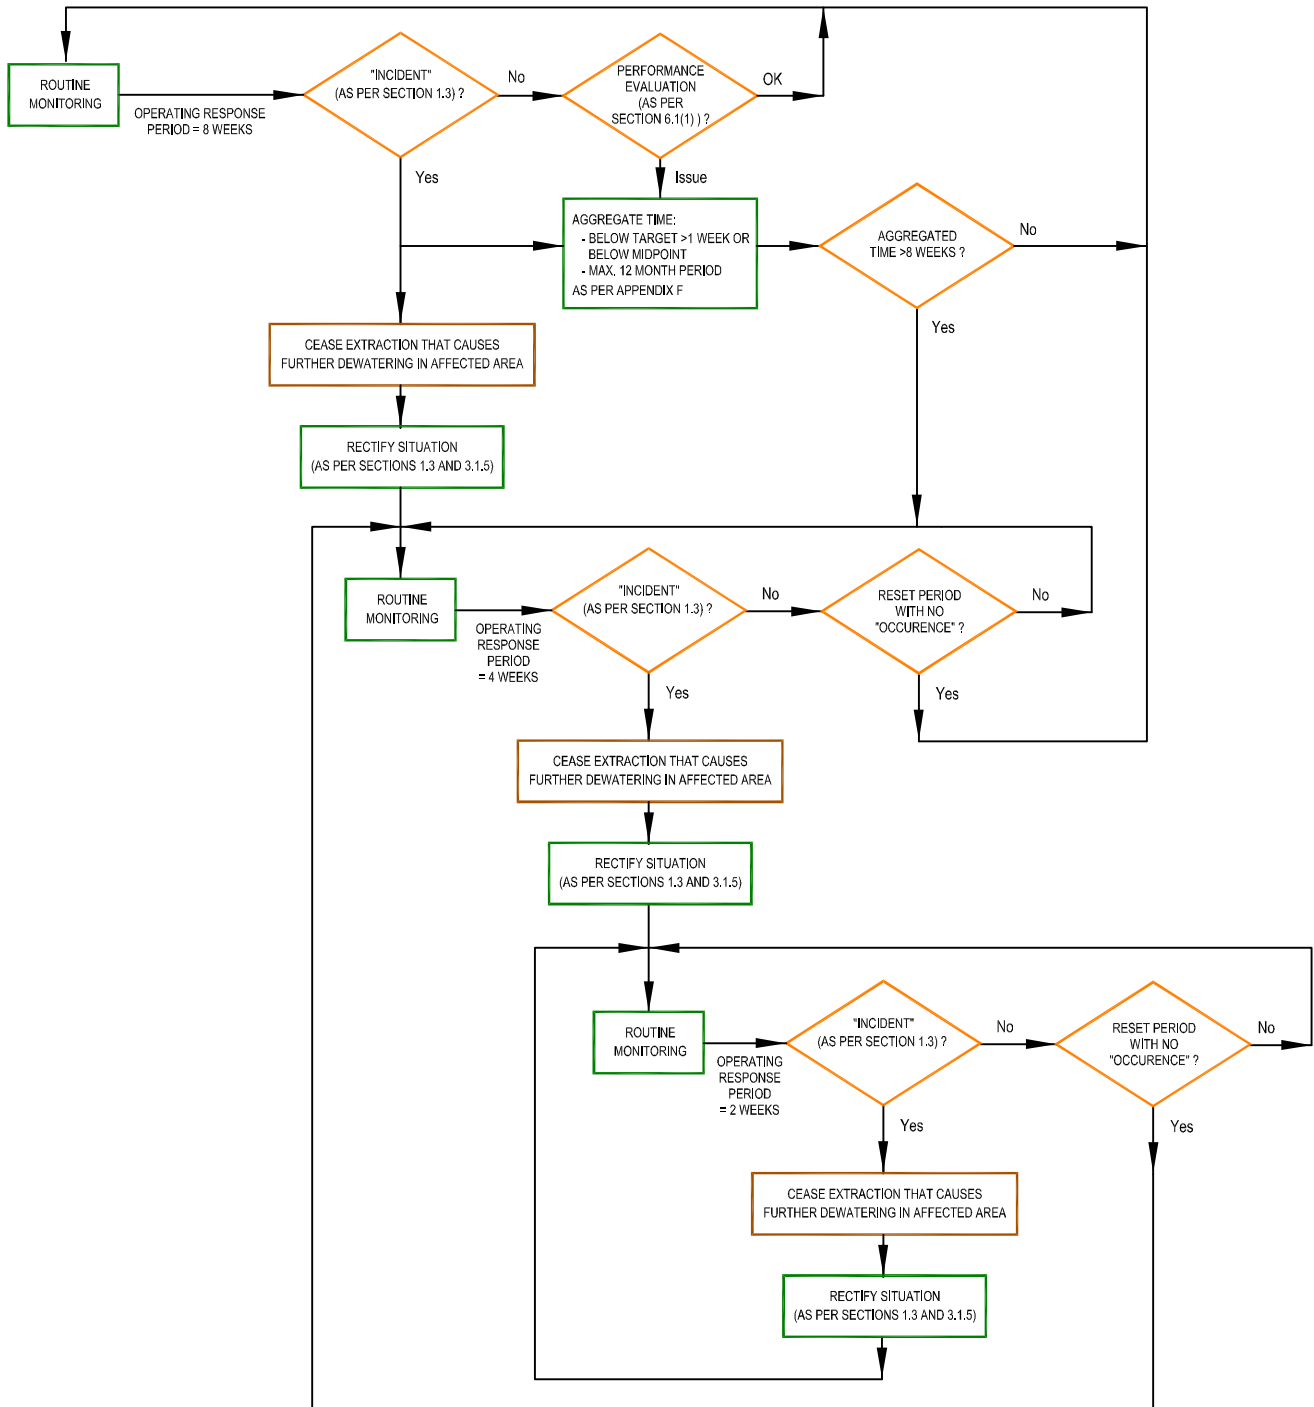 ROUTINE
MONITORING
OPERATING RESPONSE
PERIOD = 8 WEEKS
"INCIDENT"
(AS PER SECTION 1.3) ?
No
PERFORMANCE
EVALUATION
(AS PER
SECTION 6.1(1) ) ?
OK
Yes
Issue
AGGREGATE TIME:
- BELOW TARGET >1 WEEK OR
BELOW MIDPOINT
- MAX. 12 MONTH PERIOD
AS PER APPENDIX F
AGGREGATED
TIME >8 WEEKS ?
No
Yes
CEASE EXTRACTION THAT CAUSES
FURTHER DEWATERING IN AFFECTED AREA
RECTIFY SITUATION
(AS PER SECTIONS 1.3 AND 3.1.5)
ROUTINE
MONITORING
OPERATING
RESPONSE
PERIOD
= 4 WEEKS
"INCIDENT"
(AS PER SECTION 1.3) ?
No
RESET PERIOD
WITH NO
"OCCURENCE" ?
No
Yes
Yes
CEASE EXTRACTION THAT CAUSES
FURTHER DEWATERING IN AFFECTED AREA
RECTIFY SITUATION
(AS PER SECTIONS 1.3 AND 3.1.5)
ROUTINE
MONITORING
OPERATING
RESPONSE
PERIOD
= 2 WEEKS
"INCIDENT"
(AS PER SECTION 1.3) ?
No
RESET PERIOD
WITH NO
"OCCURENCE" ?
No
Yes
Yes
CEASE EXTRACTION THAT CAUSES
FURTHER DEWATERING IN AFFECTED AREA
RECTIFY SITUATION
(AS PER SECTIONS 1.3 AND 3.1.5)